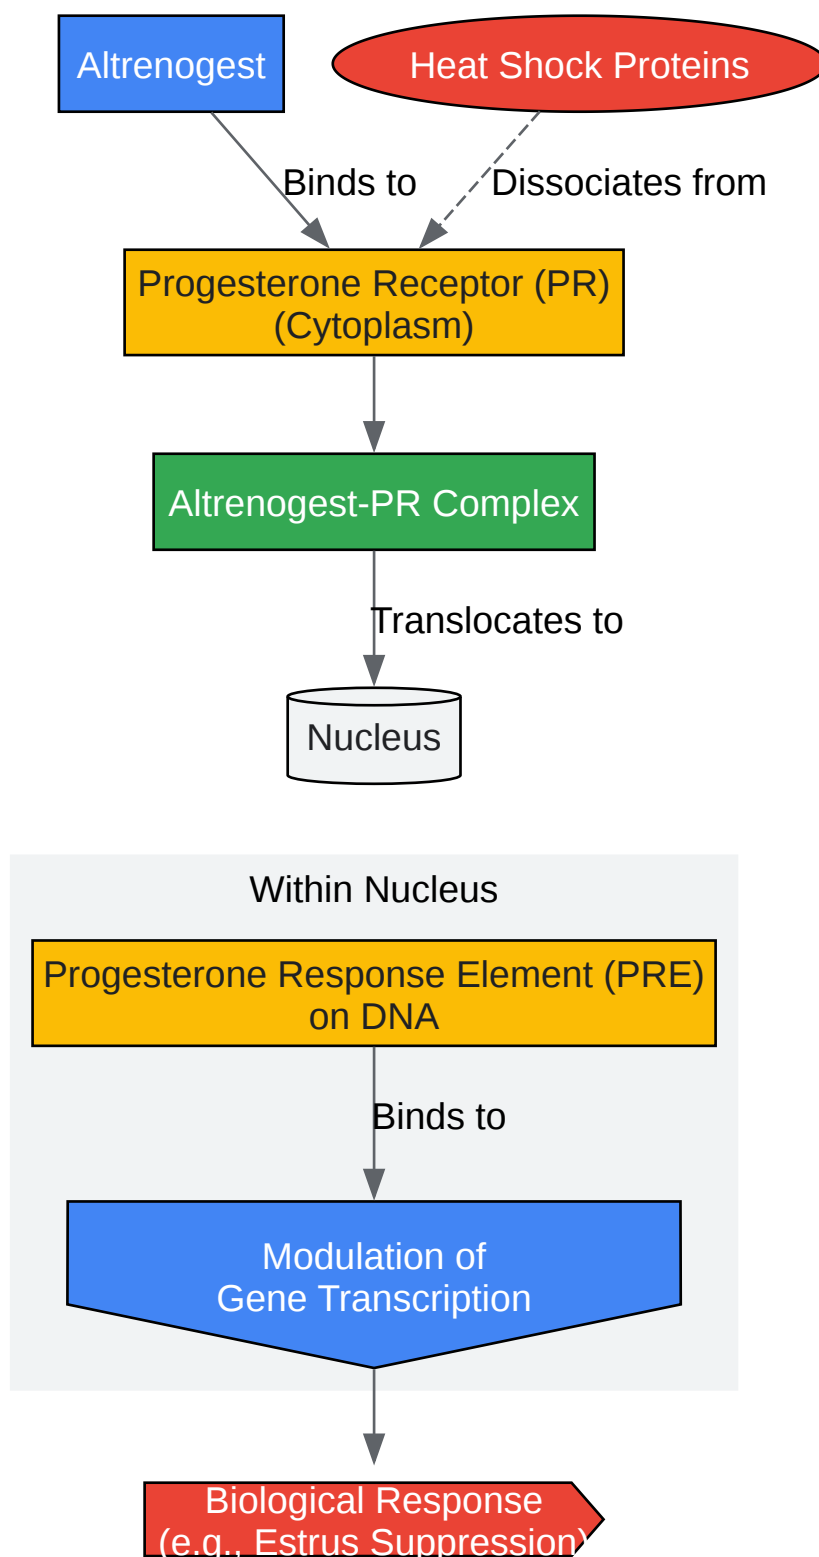 Altrenogest
Heat Shock Proteins
Binds to
Dissociates from
Progesterone Receptor (PR)
(Cytoplasm)
Altrenogest-PR Complex
Translocates to
Nucleus
Within Nucleus
Progesterone Response Element (PRE)
on DNA
Binds to
Modulation of
Gene Transcription
Biological Response
(e.g., Estrus Suppression)